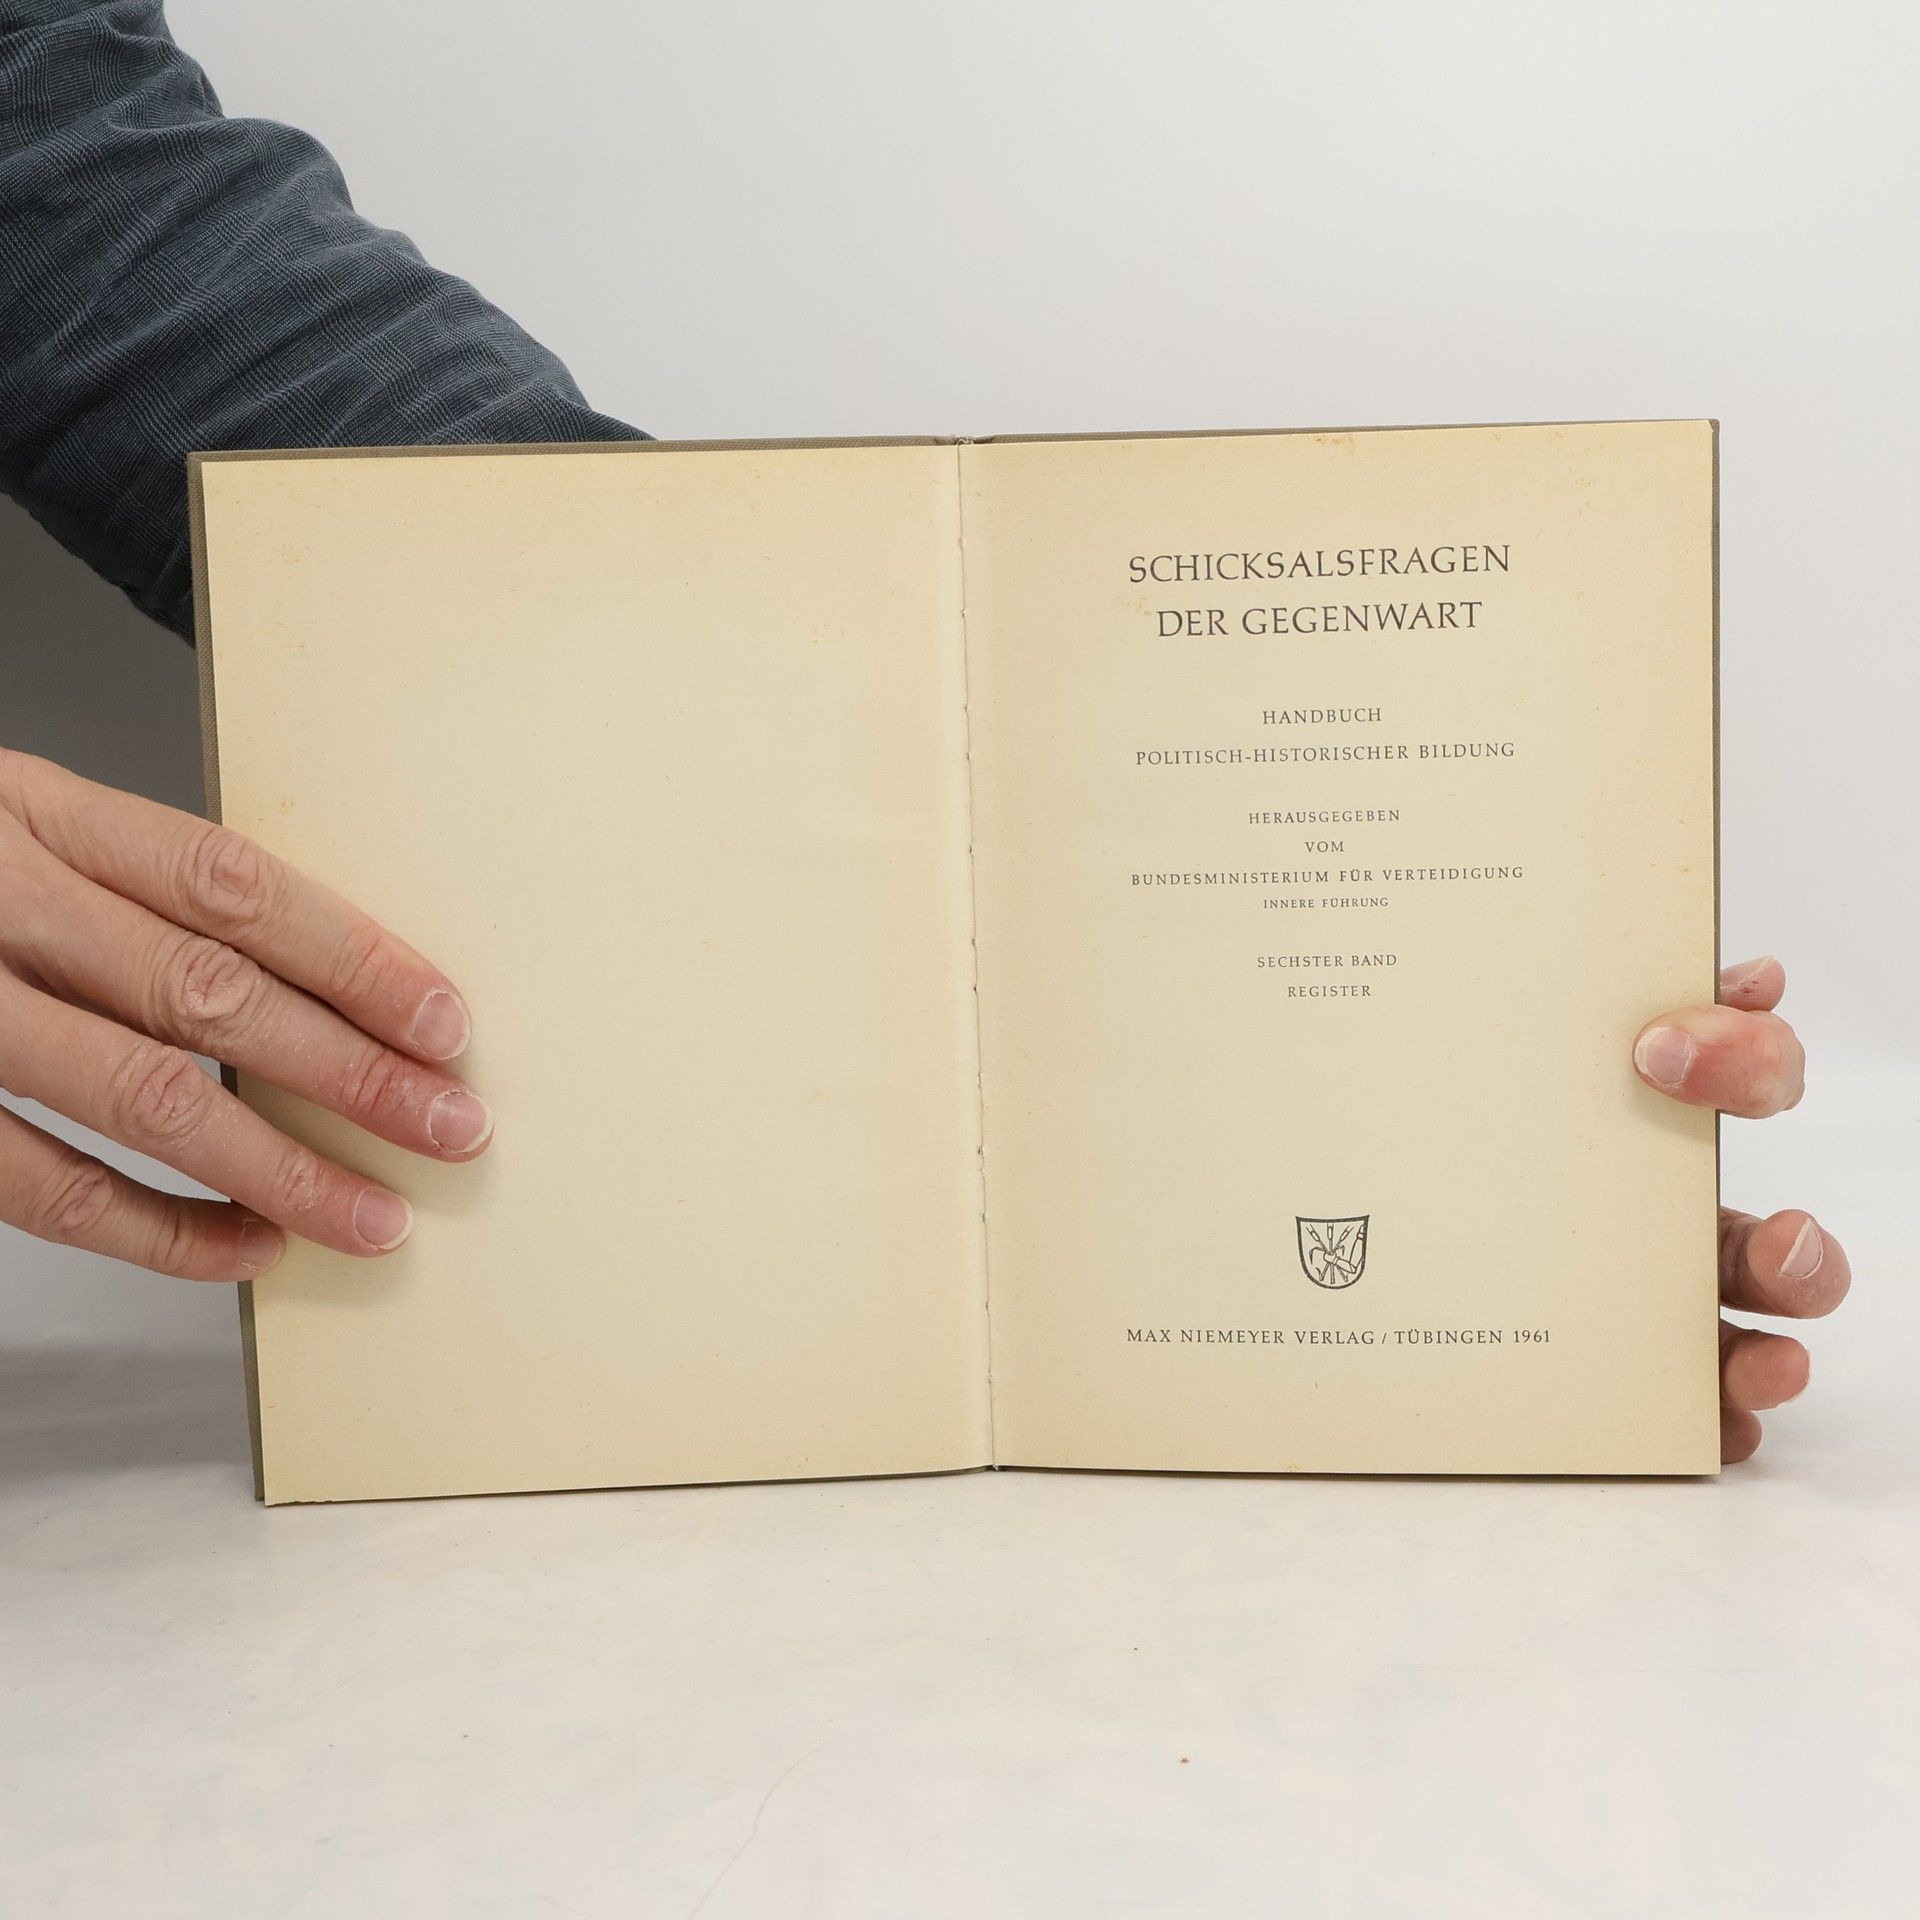 SCHICKSALSFRAGEN
DER GEGENWART
HANDBUCH
POLITISCH-HISTORISCHER BILDUNG
HERAUSGEGEBEN
VOM
BUNDESMINISTERIUM FÜR VERTEIDIGUNG
INNERE FÜHRUNG
SECHSTER BAND
REGISTER
MAX NIEMEYER VERLAG / TÜBINGEN 1961